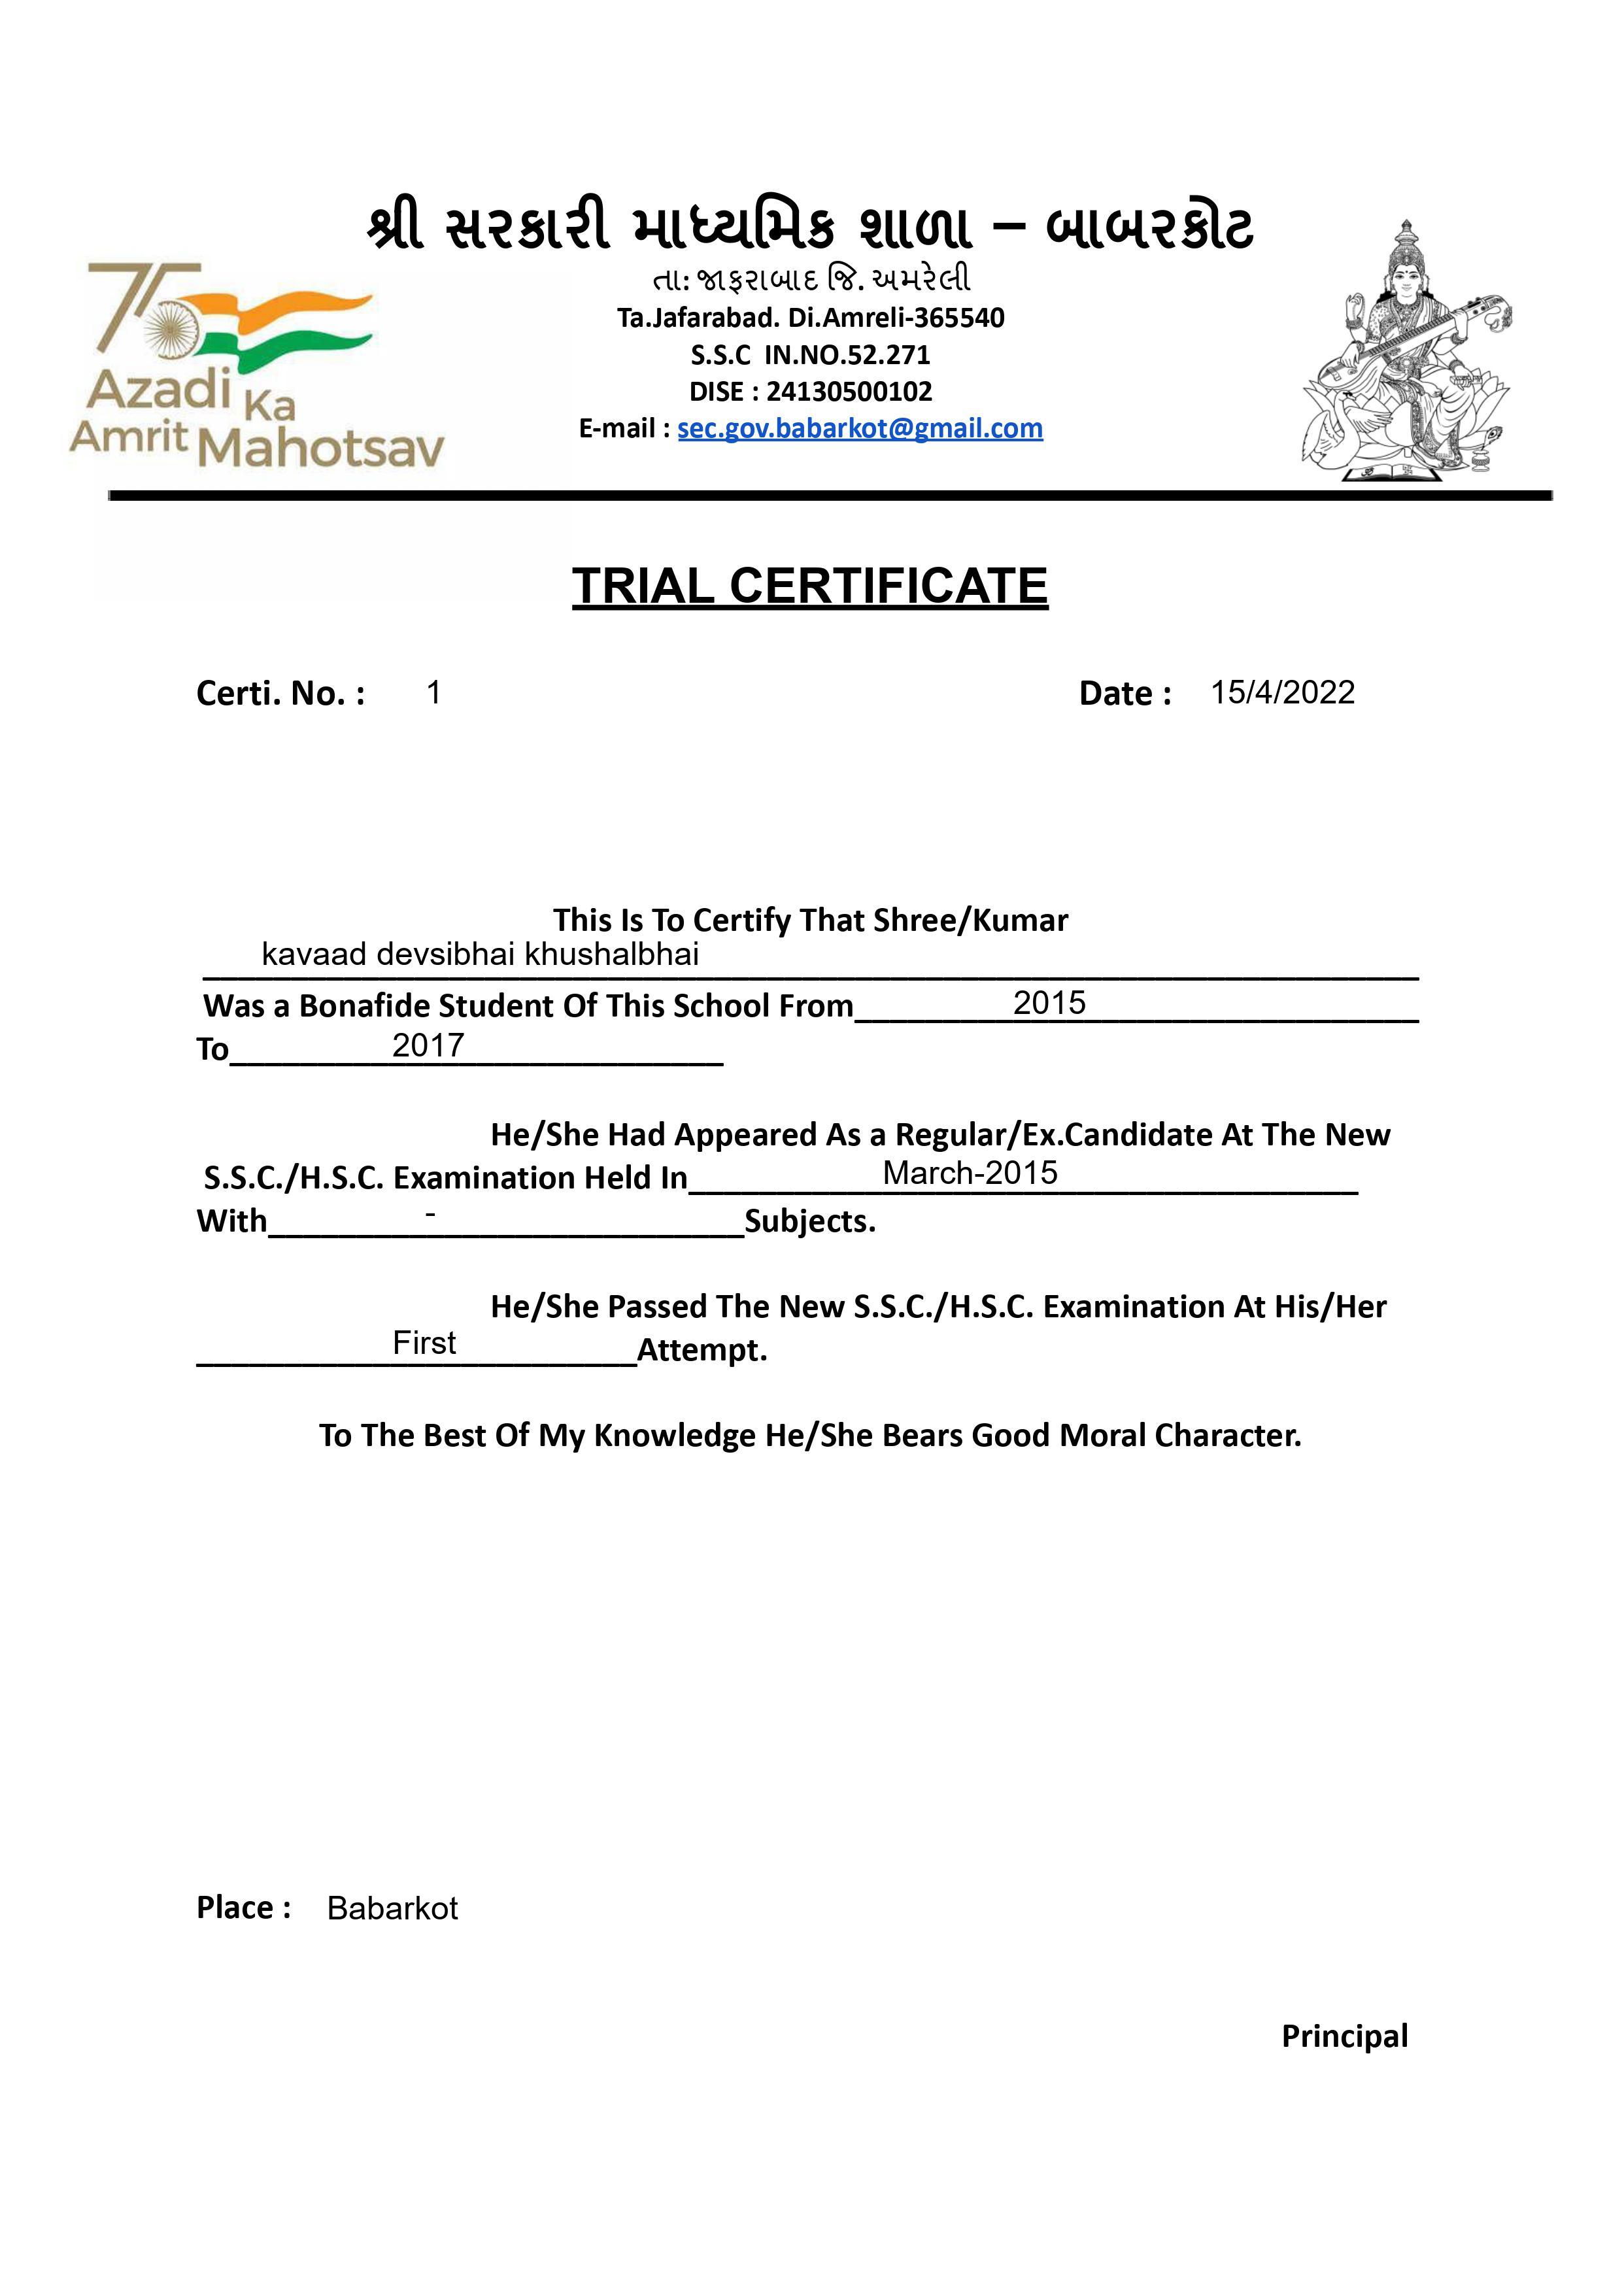 શ્રી સરકારી માધ્યમિક શાળા – બાબરકોટ
તા: જાફરાબાદ જિ. અમરેલી
Ta.Jafarabad. Di.Amreli-365540
S.S.C IN.NO.52.271
DISE : 24130500102
E-mail : sec.gov.babarkot@gmail.com
75
Azadi Ka
Amrit Mahotsav
TRIAL CERTIFICATE
Certi. No. : 1 Date : 15/4/2022
This Is To Certify That Shree/Kumar
kavaad devsibhai khushalbhai
Was a Bonafide Student Of This School From 2015
To 2017
He/She Had Appeared As a Regular/Ex.Candidate At The New
S.S.C./H.S.C. Examination Held In March-2015
With - Subjects.
He/She Passed The New S.S.C./H.S.C. Examination At His/Her
First Attempt.
To The Best Of My Knowledge He/She Bears Good Moral Character.
Place : Babarkot
Principal